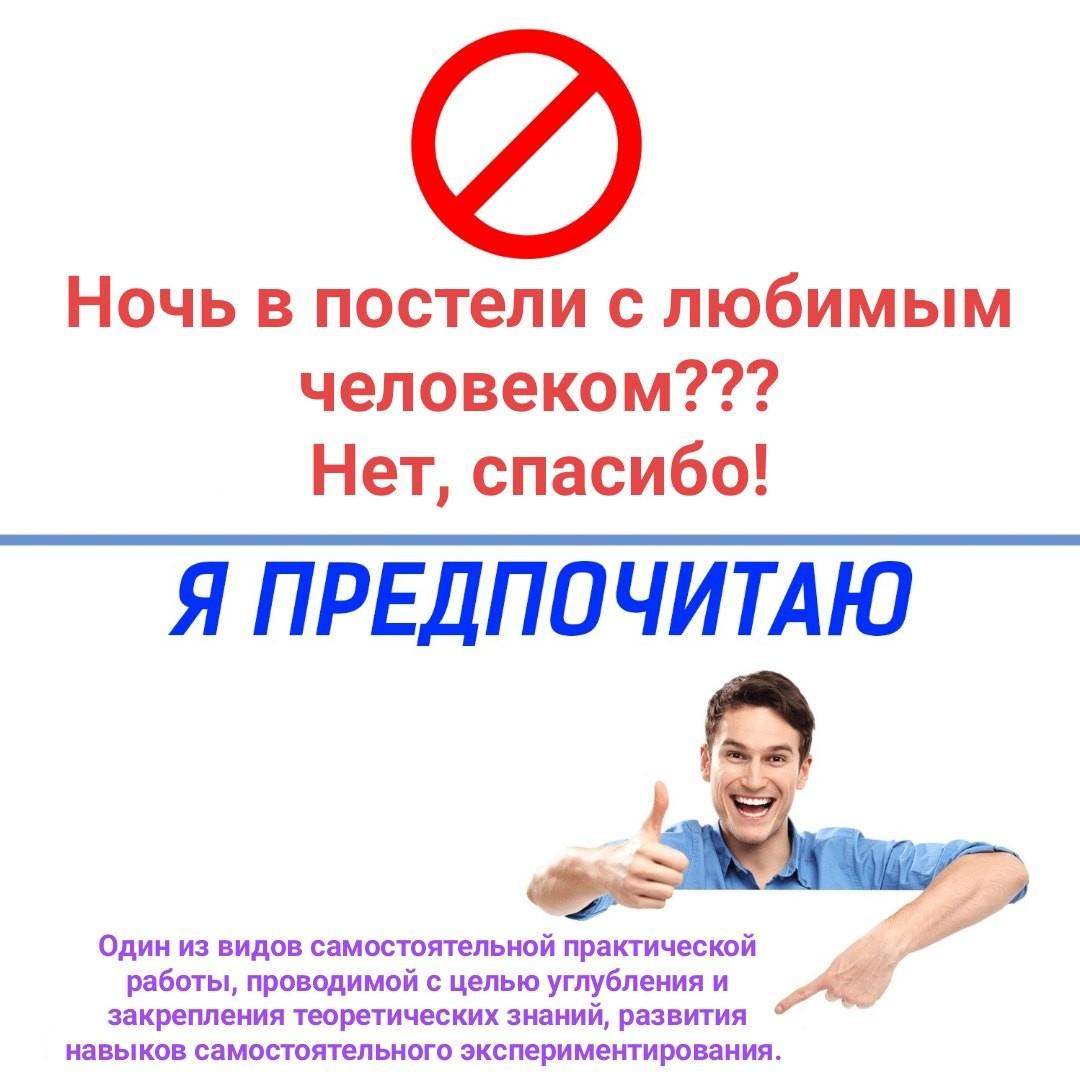 Ночь в постели с любимым
человеком???
Нет, спасибо!
Я ПРЕДПОЧИТАЮ
Один из видов самостоятельной практической
работы, проводимой с целью углубления и
закрепления теоретических знаний, развития
навыков самостоятельного экспериментирования.